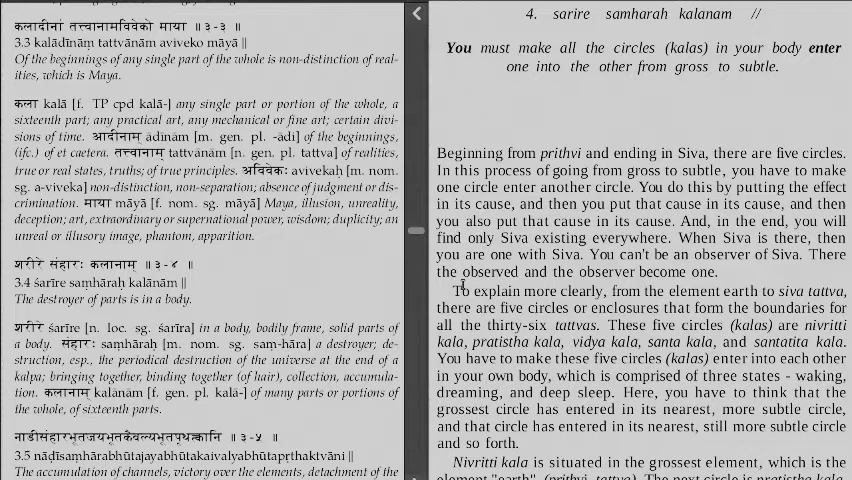 कलादीनां तत्त्वानामविवेको माया ॥ ३-३ ॥
3.3 kalādīnāṃ tattvānām aviveko māyā ||
Of the beginnings of any single part of the whole is non-distinction of real-
ities, which is Maya.
कला kalā [f. TP cpd kalā-] any single part or portion of the whole, a
sixteenth part; any practical art, any mechanical or fine art; certain divi-
sions of time. आदीनाम् ādīnām [m. gen. pl. -ādi] of the beginnings,
(ifc.) of et caetera. तत्त्वानाम् tattvānām [n. gen. pl. tattva] of realities,
true or real states, truths; of true principles. अविवेकः avivekaḥ [m. nom.
sg. a-viveka] non-distinction, non-separation; absence of judgment or dis-
crimination. माया māyā [f. nom. sg. māyā] Maya, illusion, unreality,
deception; art, extraordinary or supernational power, wisdom; duplicity; an
unreal or illusory image, phantom, apparition.
शरीरे संहारः कलानाम् ॥ ३-४ ॥
3.4 śarīre saṃhāraḥ kalānām ||
The destroyer of parts is in a body.
शरीरे śarīre [n. loc. sg. śarīra] in a body, bodily frame, solid parts of
a body. संहारः saṃhāraḥ [m. nom. sg. saṃ-hāra] a destroyer; de-
struction, esp., the periodical destruction of the universe at the end of a
kalpa; bringing together, binding together (of hair), collection, accumula-
tion. कलानाम् kalānām [f. gen. pl. kalā-] of many parts or portions of
the whole, of sixteenth parts.
नाडीसंहारभूतजयभूतकैवल्यभूतपृथक्त्वानि ॥ ३-५ ॥
3.5 nāḍīsaṃhārabhūtajayabhūtakaivalyabhūtapṛthaktvāni ||
The accumulation of channels, victory over the elements, detachment of the
4. sarire samharah kalanam //
You must make all the circles (kalas) in your body enter
one into the other from gross to subtle.
Beginning from prithvi and ending in Siva, there are five circles.
In this process of going from gross to subtle, you have to make
one circle enter another circle. You do this by putting the effect
in its cause, and then you put that cause in its cause, and then
you also put that cause in its cause. And, in the end, you will
find only Siva existing everywhere. When Siva is there, then
you are one with Siva. You can't be an observer of Siva. There
the observed and the observer become one.
To explain more clearly, from the element earth to siva tattva,
there are five circles or enclosures that form the boundaries for
all the thirty-six tattvas. These five circles (kalas) are nivritti
kala, pratistha kala, vidya kala, santa kala, and santatita kala.
You have to make these five circles (kalas) enter into each other
in your own body, which is comprised of three states - waking,
dreaming, and deep sleep. Here, you have to think that the
grossest circle has entered in its nearest, more subtle circle,
and that circle has entered in its nearest, still more subtle circle
and so forth.
Nivritti kala is situated in the grossest element, which is the
element "earth", (prithvi tattva). The next circle is pratistha kala,